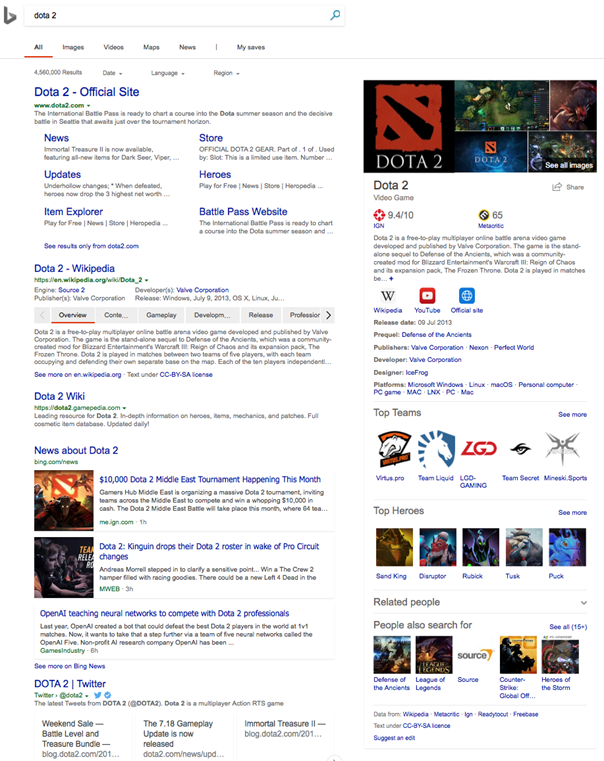 dota 2
All Images Videos Maps News | My saves
4,560,000 Results Date Language Region
Dota 2 - Official Site
www.dota2.com
The International Battle Pass is ready to chart a course into the Dota summer season and the decisive
battle in Seattle that awaits just over the tournament horizon.
News
Immortal Treasure II is now available,
featuring all-new items for Dark Seer, Viper, ...
Store
OFFICIAL DOTA 2 GEAR. Part of . 1 of . Used
by: Slot: This is a limited use item. Number ...
Updates
Underhollow changes; * When defeated,
heroes now drop the 3 highest net worth ...
Heroes
Play for Free | News | Store | Heropedia ...
Item Explorer
Play for Free | News | Store | Heropedia ...
Battle Pass Website
The International Battle Pass is ready to chart
a course into the Dota summer season and ...
See results only from dota2.com
Dota 2 - Wikipedia
https://en.wikipedia.org/wiki/Dota_2
Engine: Source 2 Developer(s): Valve Corporation
Publisher(s): Valve Corporation Release: Windows, July 9, 2013, OS X, Linux, Ju...
Overview Conte... Gameplay Developm... Release Profession
Dota 2 is a free-to-play multiplayer online battle arena video game developed and published by Valve
Corporation. The game is the stand-alone sequel to Defense of the Ancients, which was a community-
created mod for Blizzard Entertainment's Warcraft III: Reign of Chaos and its expansion pack, The
Frozen Throne. Dota 2 is played in matches between two teams of five players, with each team
occupying and defending their own separate base on the map. Each of the ten players independentl...
See more on en.wikipedia.org · Text under CC-BY-SA license
Dota 2 Wiki
https://dota2.gamepedia.com
Leading resource for Dota 2. In-depth information on heroes, items, mechanics, and patches. Full
cosmetic item database. Updated daily!
News about Dota 2
bing.com/news
$10,000 Dota 2 Middle East Tournament Happening This Month
Gamers Hub Middle East is organizing a massive Dota 2 tournament, inviting
teams across the Middle East to compete and win a whopping $10,000 in
cash. The Dota 2 Middle East Battle will take place this month, where 64 tea...
me.ign.com · 1h
Dota 2: Kinguin drops their Dota 2 roster in wake of Pro Circuit
changes
Andreas Morrell stepped in to clarify a sensitive point... Win a The Crew 2
hamper filled with racing goodies. There could be a new Left 4 Dead in the
MWEB · 3h
OpenAI teaching neural networks to compete with Dota 2 professionals
Last year, OpenAI created a bot that could defeat the best Dota 2 players in the world at 1v1
matches. Now, it wants to take that a step further via a team of five neural networks called the
OpenAI Five. Non-profit AI research company OpenAI has been ...
GamesIndustry · 6h
See more on Bing News
DOTA 2 | Twitter
Twitter › @dota2
The latest Tweets from DOTA 2 (@DOTA2). Dota 2 is a multiplayer Action RTS game
Weekend Sale —
Battle Level and
Treasure Bundle —
blog.dota2.com/201...
The 7.18 Gameplay
Update is now
released
dota2.com/news/upd...
Immortal Treasure II —
blog.dota2.com/201...
DOTA 2
DOTA 2
See all images
Dota 2
Video Game
Share
9.4/10
IGN
65
Metacritic
Dota 2 is a free-to-play multiplayer online battle arena video game
developed and published by Valve Corporation. The game is the stand-
alone sequel to Defense of the Ancients, which was a community-
created mod for Blizzard Entertainment's Warcraft III: Reign of Chaos
and its expansion pack, The Frozen Throne. Dota 2 is played in matches
be... +
W
Wikipedia YouTube Official site
Release date: 09 Jul 2013
Prequel: Defense of the Ancients
Publishers: Valve Corporation · Nexon · Perfect World
Developer: Valve Corporation
Designer: IceFrog
Platforms: Microsoft Windows · Linux · macOS · Personal computer ·
PC game · MAC · LNX · PC · Mac
Top Teams See more
LGD
Virtus.pro Team Liquid LGD-
GAMING
Team Secret Mineski.Sports
Top Heroes See more
Sand King Disruptor Rubick Tusk Puck
Related people
People also search for See all (15+)
SOURCE
Defense of
the Ancients
League of
Legends
Source
Counter-
Strike:
Global Off...
Heroes of
the Storm
Data from: Wikipedia · Metacritic · Ign · Readytocut · Freebase
Text under CC-BY-SA license
Suggest an edit